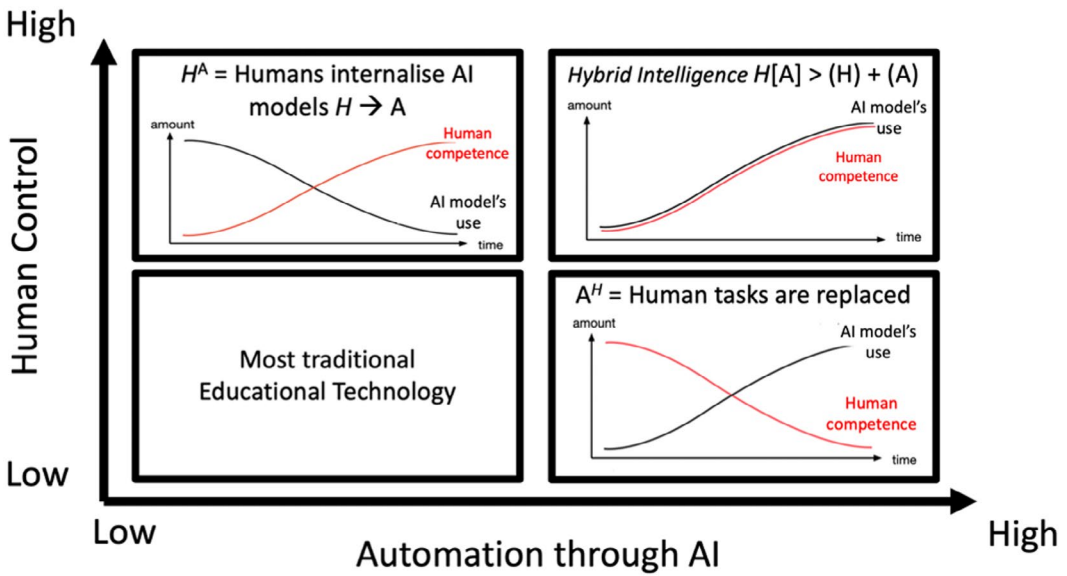 High
Human Control
Low
Hᴬ = Humans internalise AI
models H → A
amount
Human
competence
AI model's
use
time
Hybrid Intelligence H[A] > (H) + (A)
amount
AI model's
use
Human
competence
time
Most traditional
Educational Technology
Aᴴ = Human tasks are replaced
amount
AI model's
use
Human
competence
time
Low
Automation through AI
High